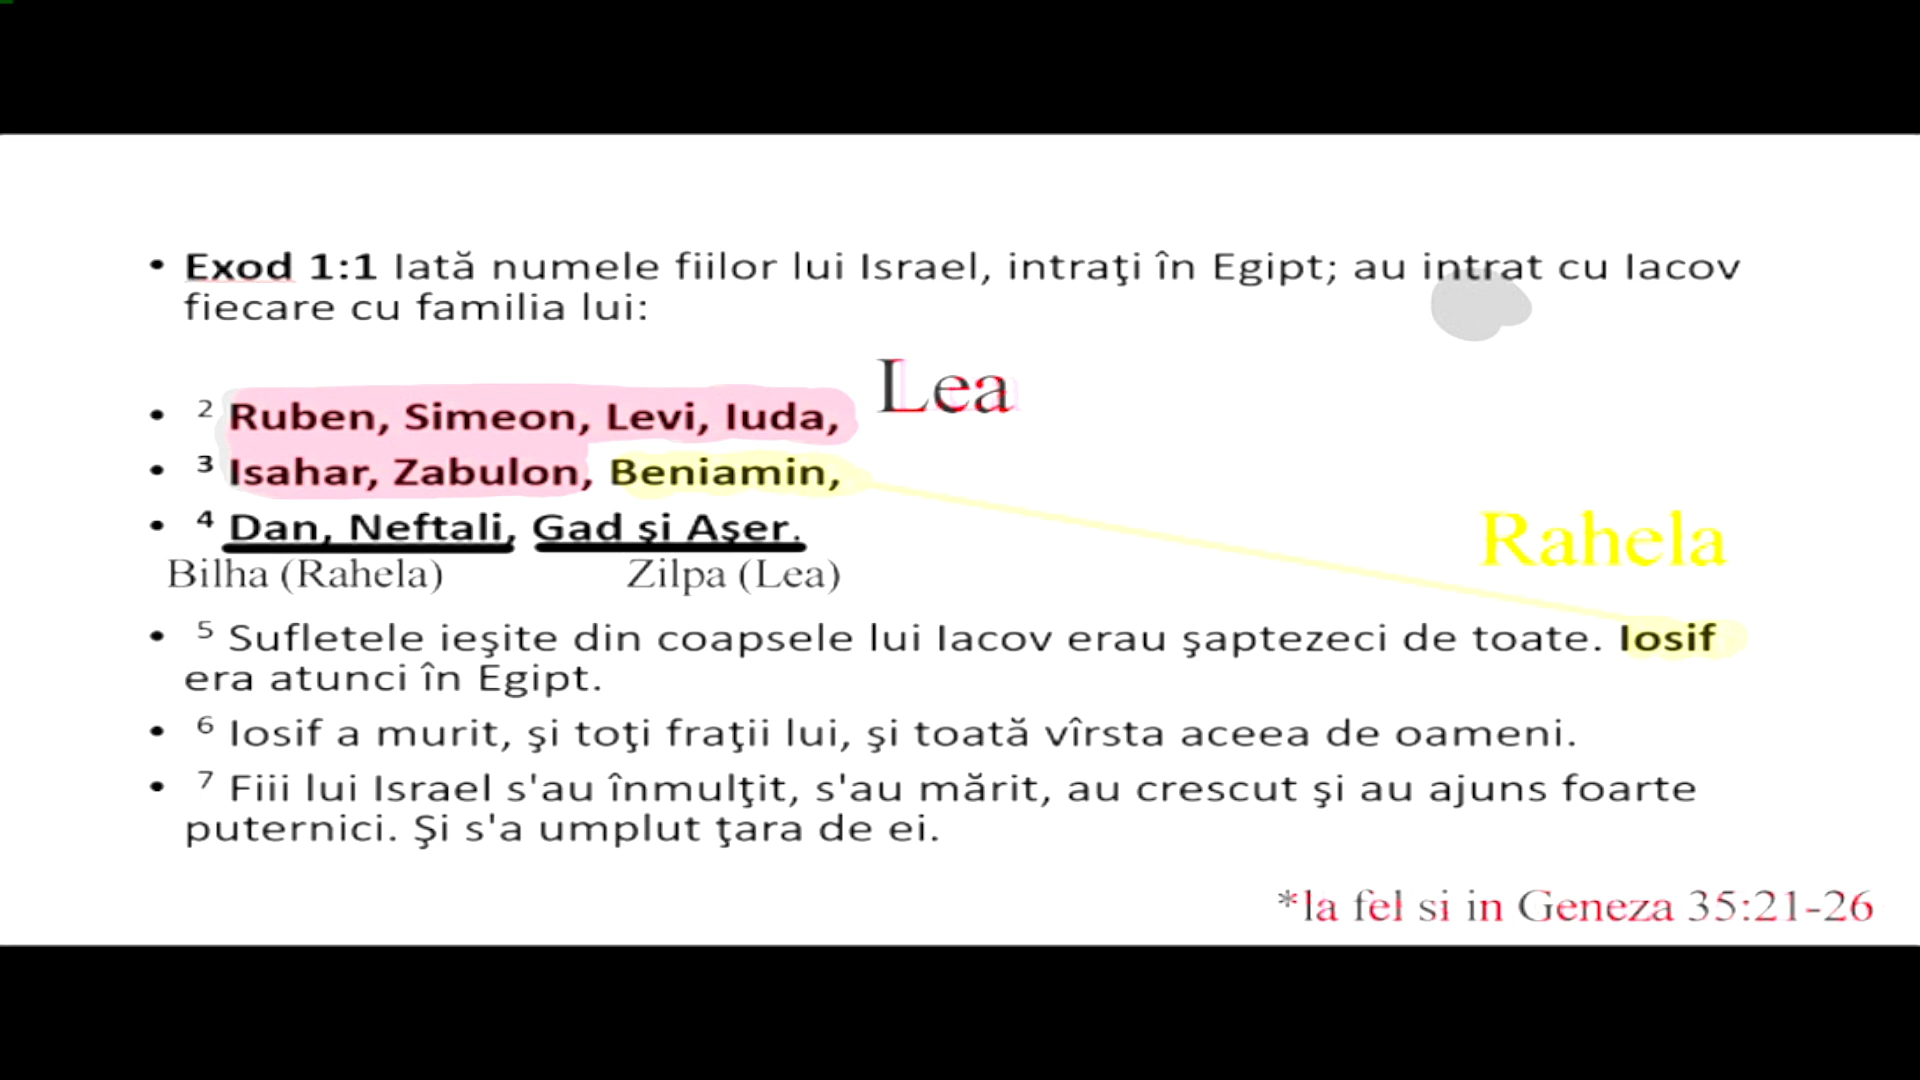 • Exod 1:1 Iată numele fiilor lui Israel, intraţi în Egipt; au intrat cu Iacov
fiecare cu familia lui:
Lea
• 2 Ruben, Simeon, Levi, Iuda,
• 3 Isahar, Zabulon, Beniamin,
• 4 Dan, Neftali, Gad şi Aşer.
Rahela
Bilha (Rahela) Zilpa (Lea)
• 5 Sufletele ieşite din coapsele lui Iacov erau şaptezeci de toate. Iosif
era atunci în Egipt.
• 6 Iosif a murit, şi toţi fraţii lui, şi toată vîrsta aceea de oameni.
• 7 Fiii lui Israel s'au înmulţit, s'au mărit, au crescut şi au ajuns foarte
puternici. Şi s'a umplut ţara de ei.
*la fel si in Geneza 35:21-26